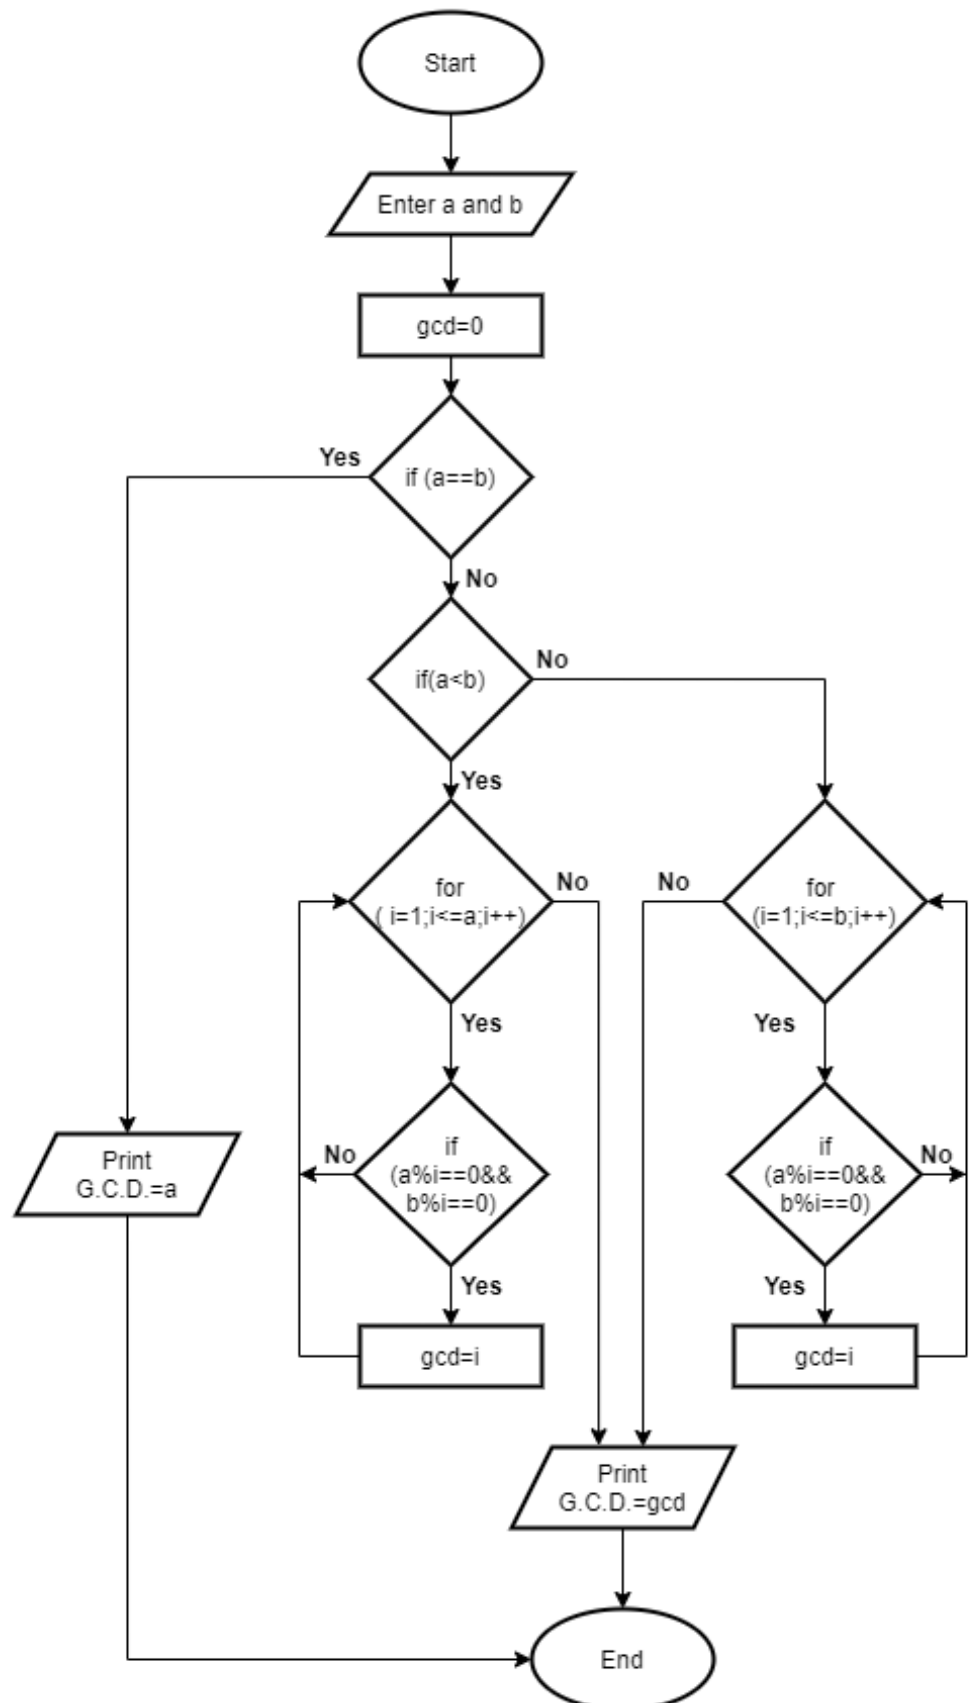 Start
Enter a and b
gcd=0
Yes
if (a==b)
No
if(a<b)
No
Yes
for
( i=1;i<=a;i++)
No
No
for
(i=1;i<=b;i++)
Yes
Yes
Print
G.C.D.=a
No
if
(a%i==0&&
b%i==0)
if
(a%i==0&&
b%i==0)
No
Yes
Yes
gcd=i
gcd=i
Print
G.C.D.=gcd
End